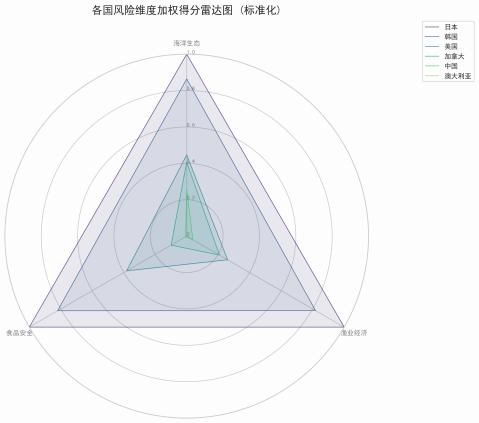 各国风险维度加权得分雷达图（标准化）
日本
韩国
美国
加拿大
中国
澳大利亚
海洋生态
1.0
0.8
0.6
0.4
0.2
食品安全
渔业经济